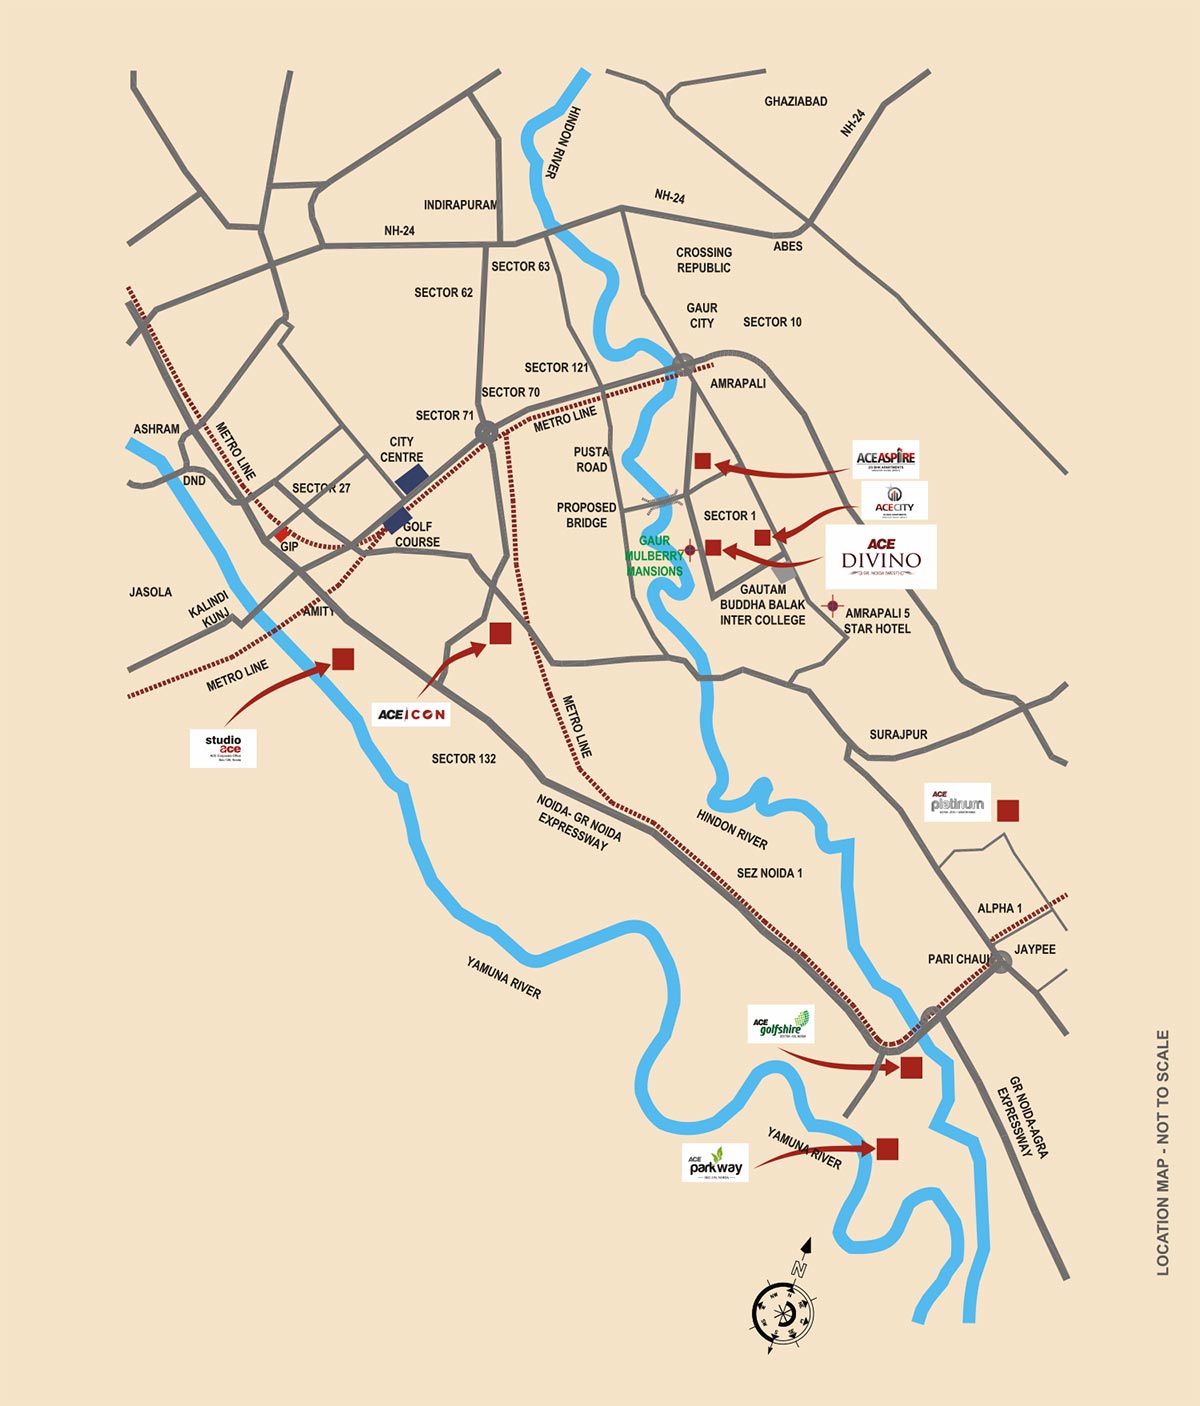 GHAZIABAD
NH-24
HINDON RIVER
NH-24
INDIRAPURAM
NH-24
ABES
CROSSING
REPUBLIC
SECTOR 63
SECTOR 62
GAUR
CITY
SECTOR 10
SECTOR 121
AMRAPALI
SECTOR 70
SECTOR 71
METRO LINE
ASHRAM
METRO LINE
CITY
CENTRE
PUSTA
ROAD
ACEASPIRE
DND
SECTOR 27
ACECITY
PROPOSED
BRIDGE
SECTOR 1
GOLF
COURSE
GIP
GAUR
MULBERRY
MANSIONS
ACE
DIVINO
GR. NOIDA (WEST)
JASOLA
KALINDI
KUNJ
AMITY
GAUTAM
BUDDHA BALAK
INTER COLLEGE
AMRAPALI 5
STAR HOTEL
METRO LINE
ACE ICON
METRO LINE
studio
ace
SECTOR 132
SURAJPUR
NOIDA- GR NOIDA
EXPRESSWAY
HINDON RIVER
ACE
platinum
SEZ NOIDA 1
ALPHA 1
JAYPEE
PARI CHAUK
YAMUNA RIVER
ACE
golfshire
GR NOIDA-AGRA
EXPRESSWAY
YAMUNA RIVER
ACE
parkway
LOCATION MAP - NOT TO SCALE
N